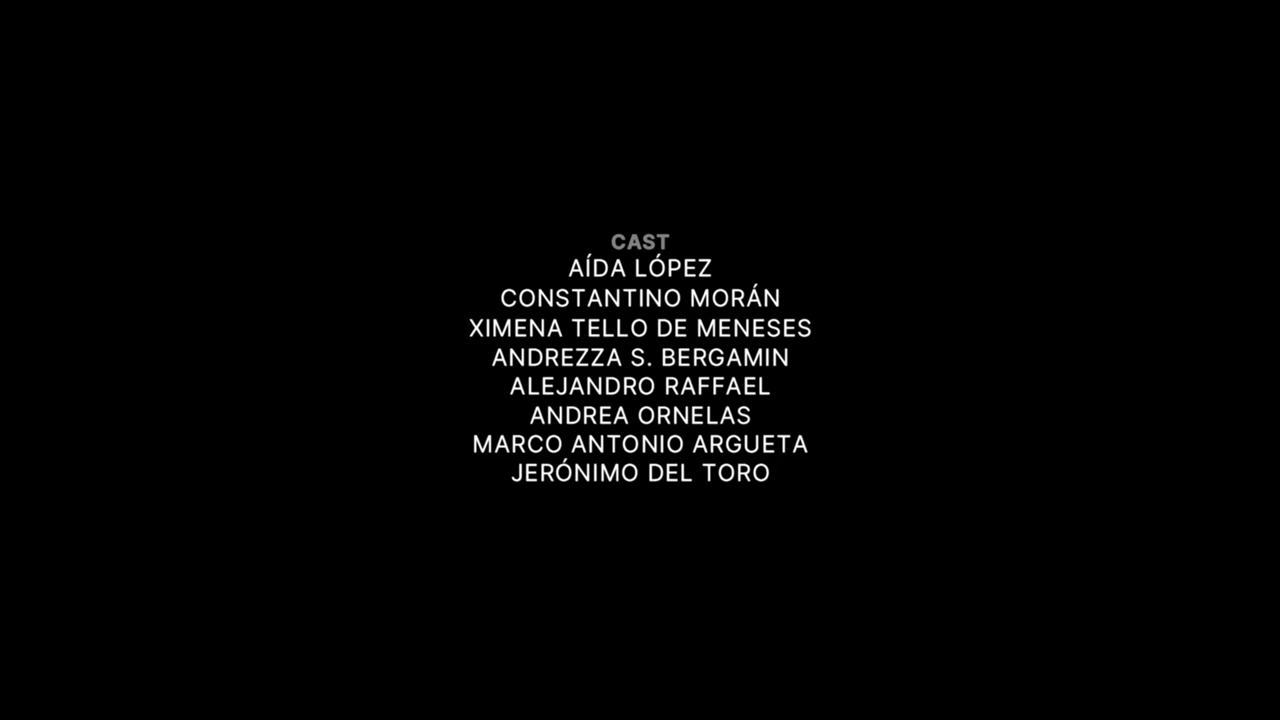 CAST
AÍDA LÓPEZ
CONSTANTINO MORÁN
XIMENA TELLO DE MENESES
ANDREZZA S. BERGAMIN
ALEJANDRO RAFFAEL
ANDREA ORNELAS
MARCO ANTONIO ARGUETA
JERÓNIMO DEL TORO